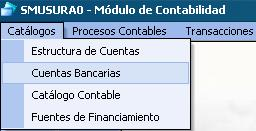 SMUSURA0 - Módulo de Contabilidad
Catálogos Procesos Contables Transacciones
Estructura de Cuentas
Cuentas Bancarias
Catálogo Contable
Fuentes de Financiamiento